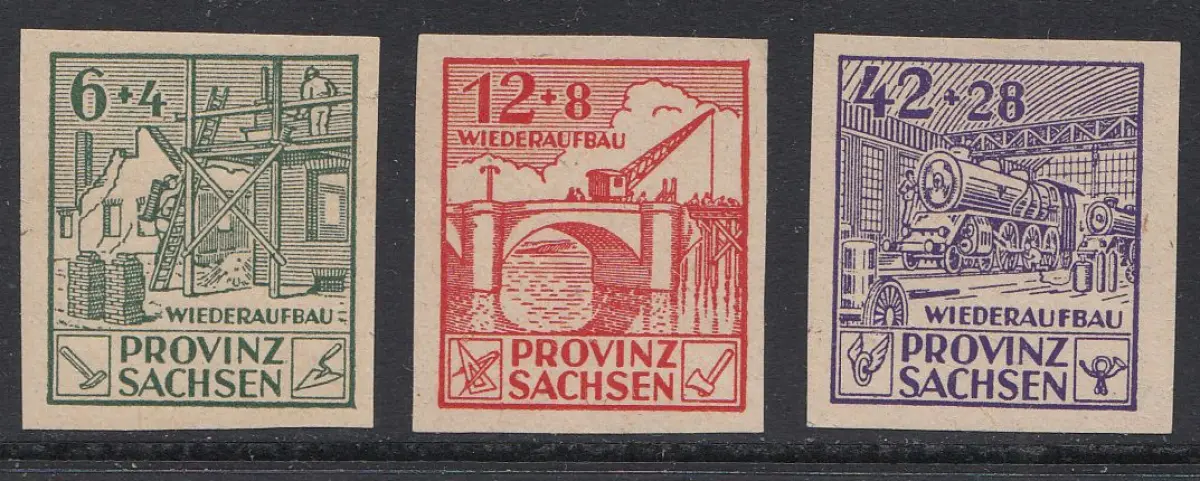 6+4
WIEDERAUFBAU
PROVINZ
SACHSEN
12+8
WIEDERAUFBAU
PROVINZ
SACHSEN
42+28
WIEDERAUFBAU
PROVINZ
SACHSEN